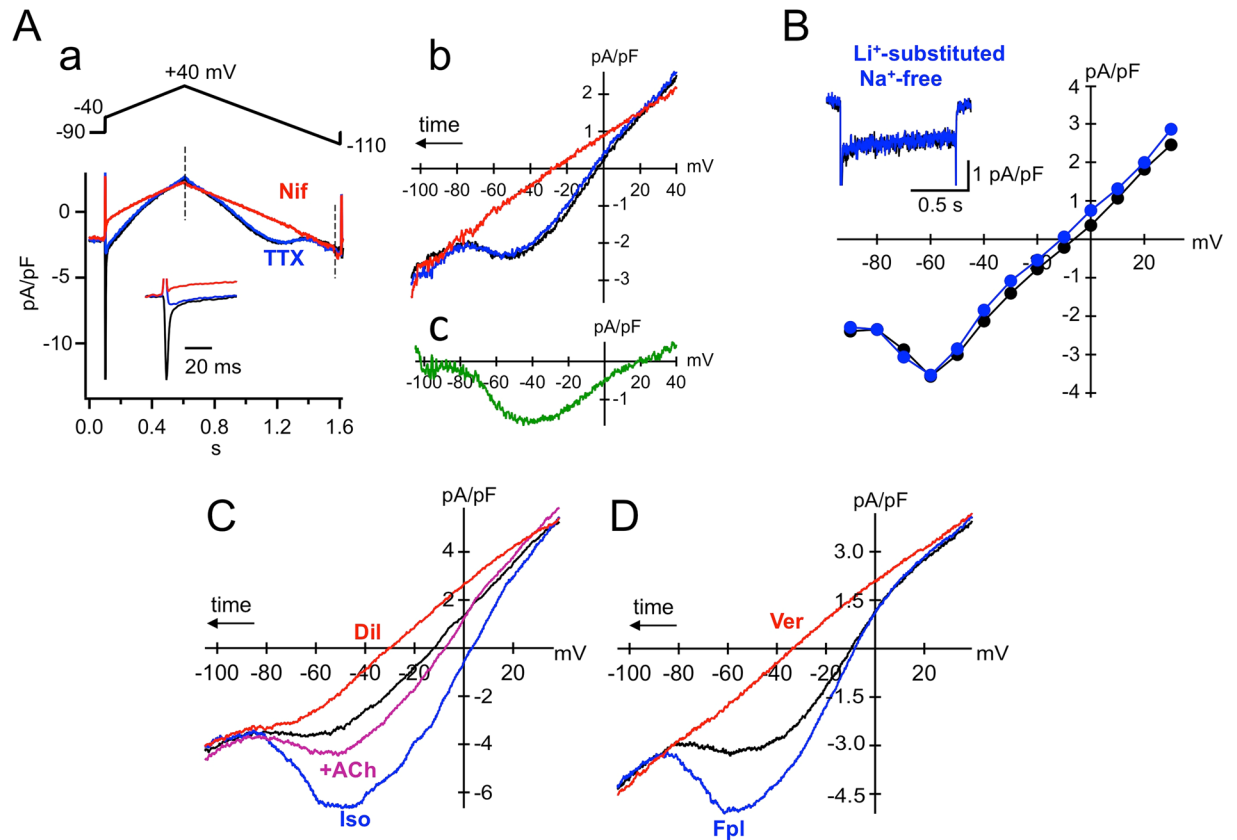 A
a
+40 mV
-40
-90
-110
Nif
TTX
0
-5
-10
pA/pF
20 ms
0.0 0.4 0.8 1.2 1.6
s
b
pA/pF
time
2
1
mV
-100 -80 -60 -40 -20 20 40
-1
-2
-3
c
pA/pF
mV
-100 -80 -60 -40 -20 20 40
-1
B
Li+-substituted
Na+-free
pA/pF
4
3
2
1
1 pA/pF
0.5 s
mV
-80 -60 -40 -20 20
-1
-2
-3
-4
C
pA/pF
4
2
time
Dil
mV
-100 -80 -60 -40 -20 20
-2
-4
+ACh
-6
Iso
D
pA/pF
3.0
1.5
time
Ver
mV
-100 -80 -60 -40 -20 20
-1.5
-3.0
-4.5
Fpl